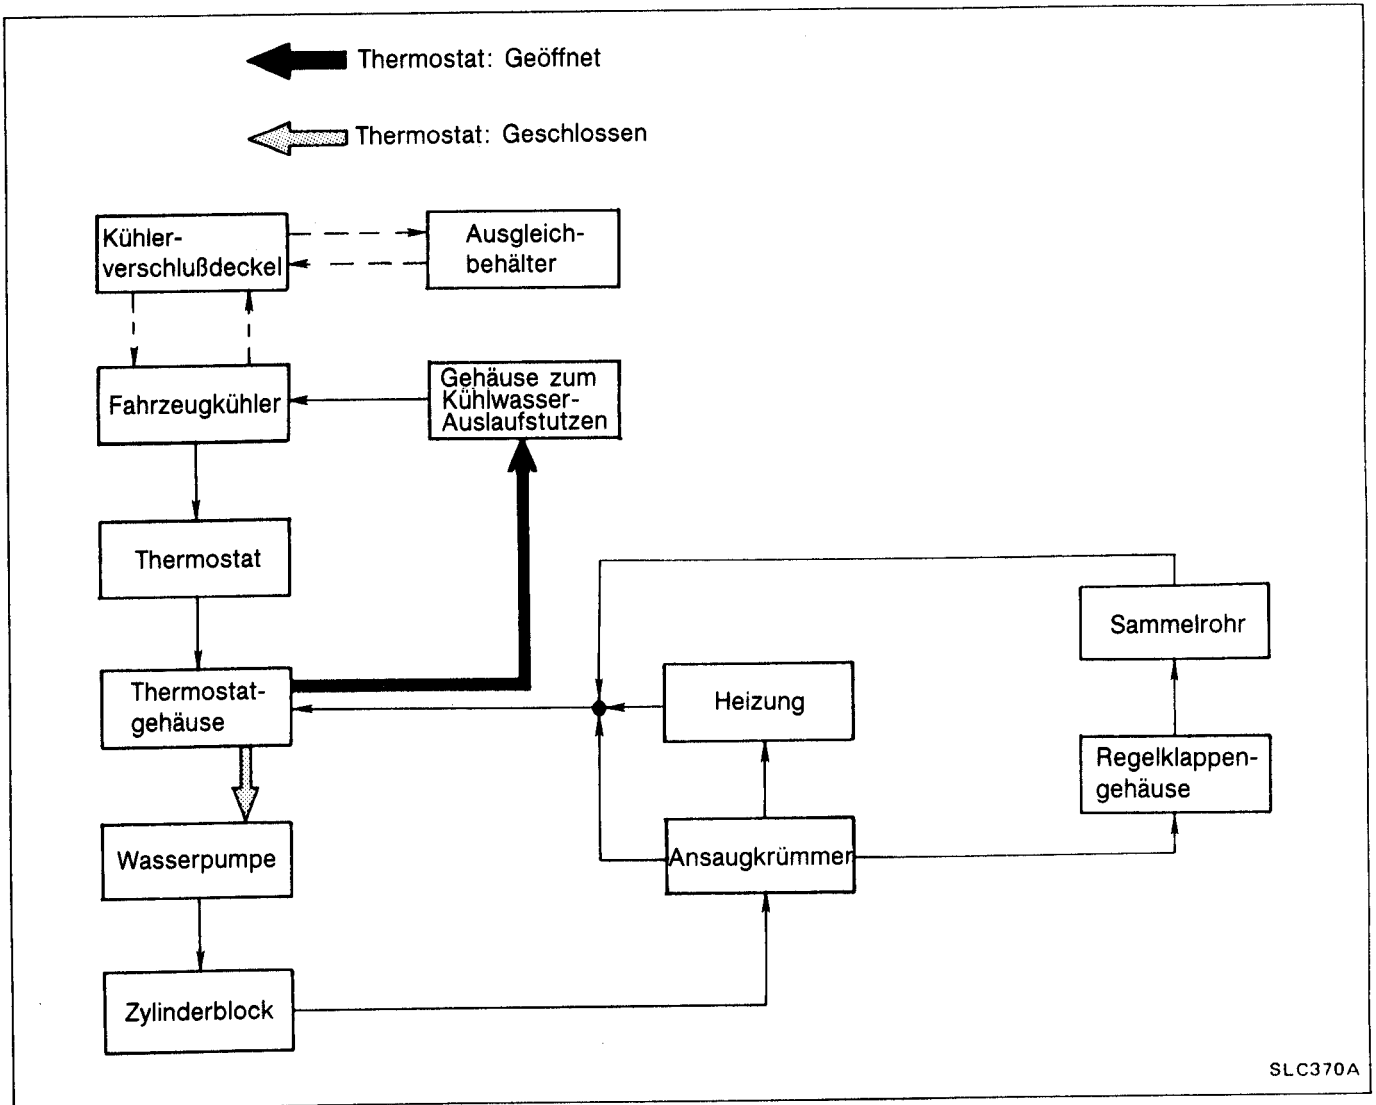 Thermostat: Geöffnet
Thermostat: Geschlossen
Kühler-
verschlußdeckel
Ausgleich-
behälter
Fahrzeugkühler
Gehäuse zum
Kühlwasser-
Auslaufstutzen
Thermostat
Thermostat-
gehäuse
Heizung
Sammelrohr
Regelklappen-
gehäuse
Wasserpumpe
Ansaugkrümmer
Zylinderblock
SLC370A